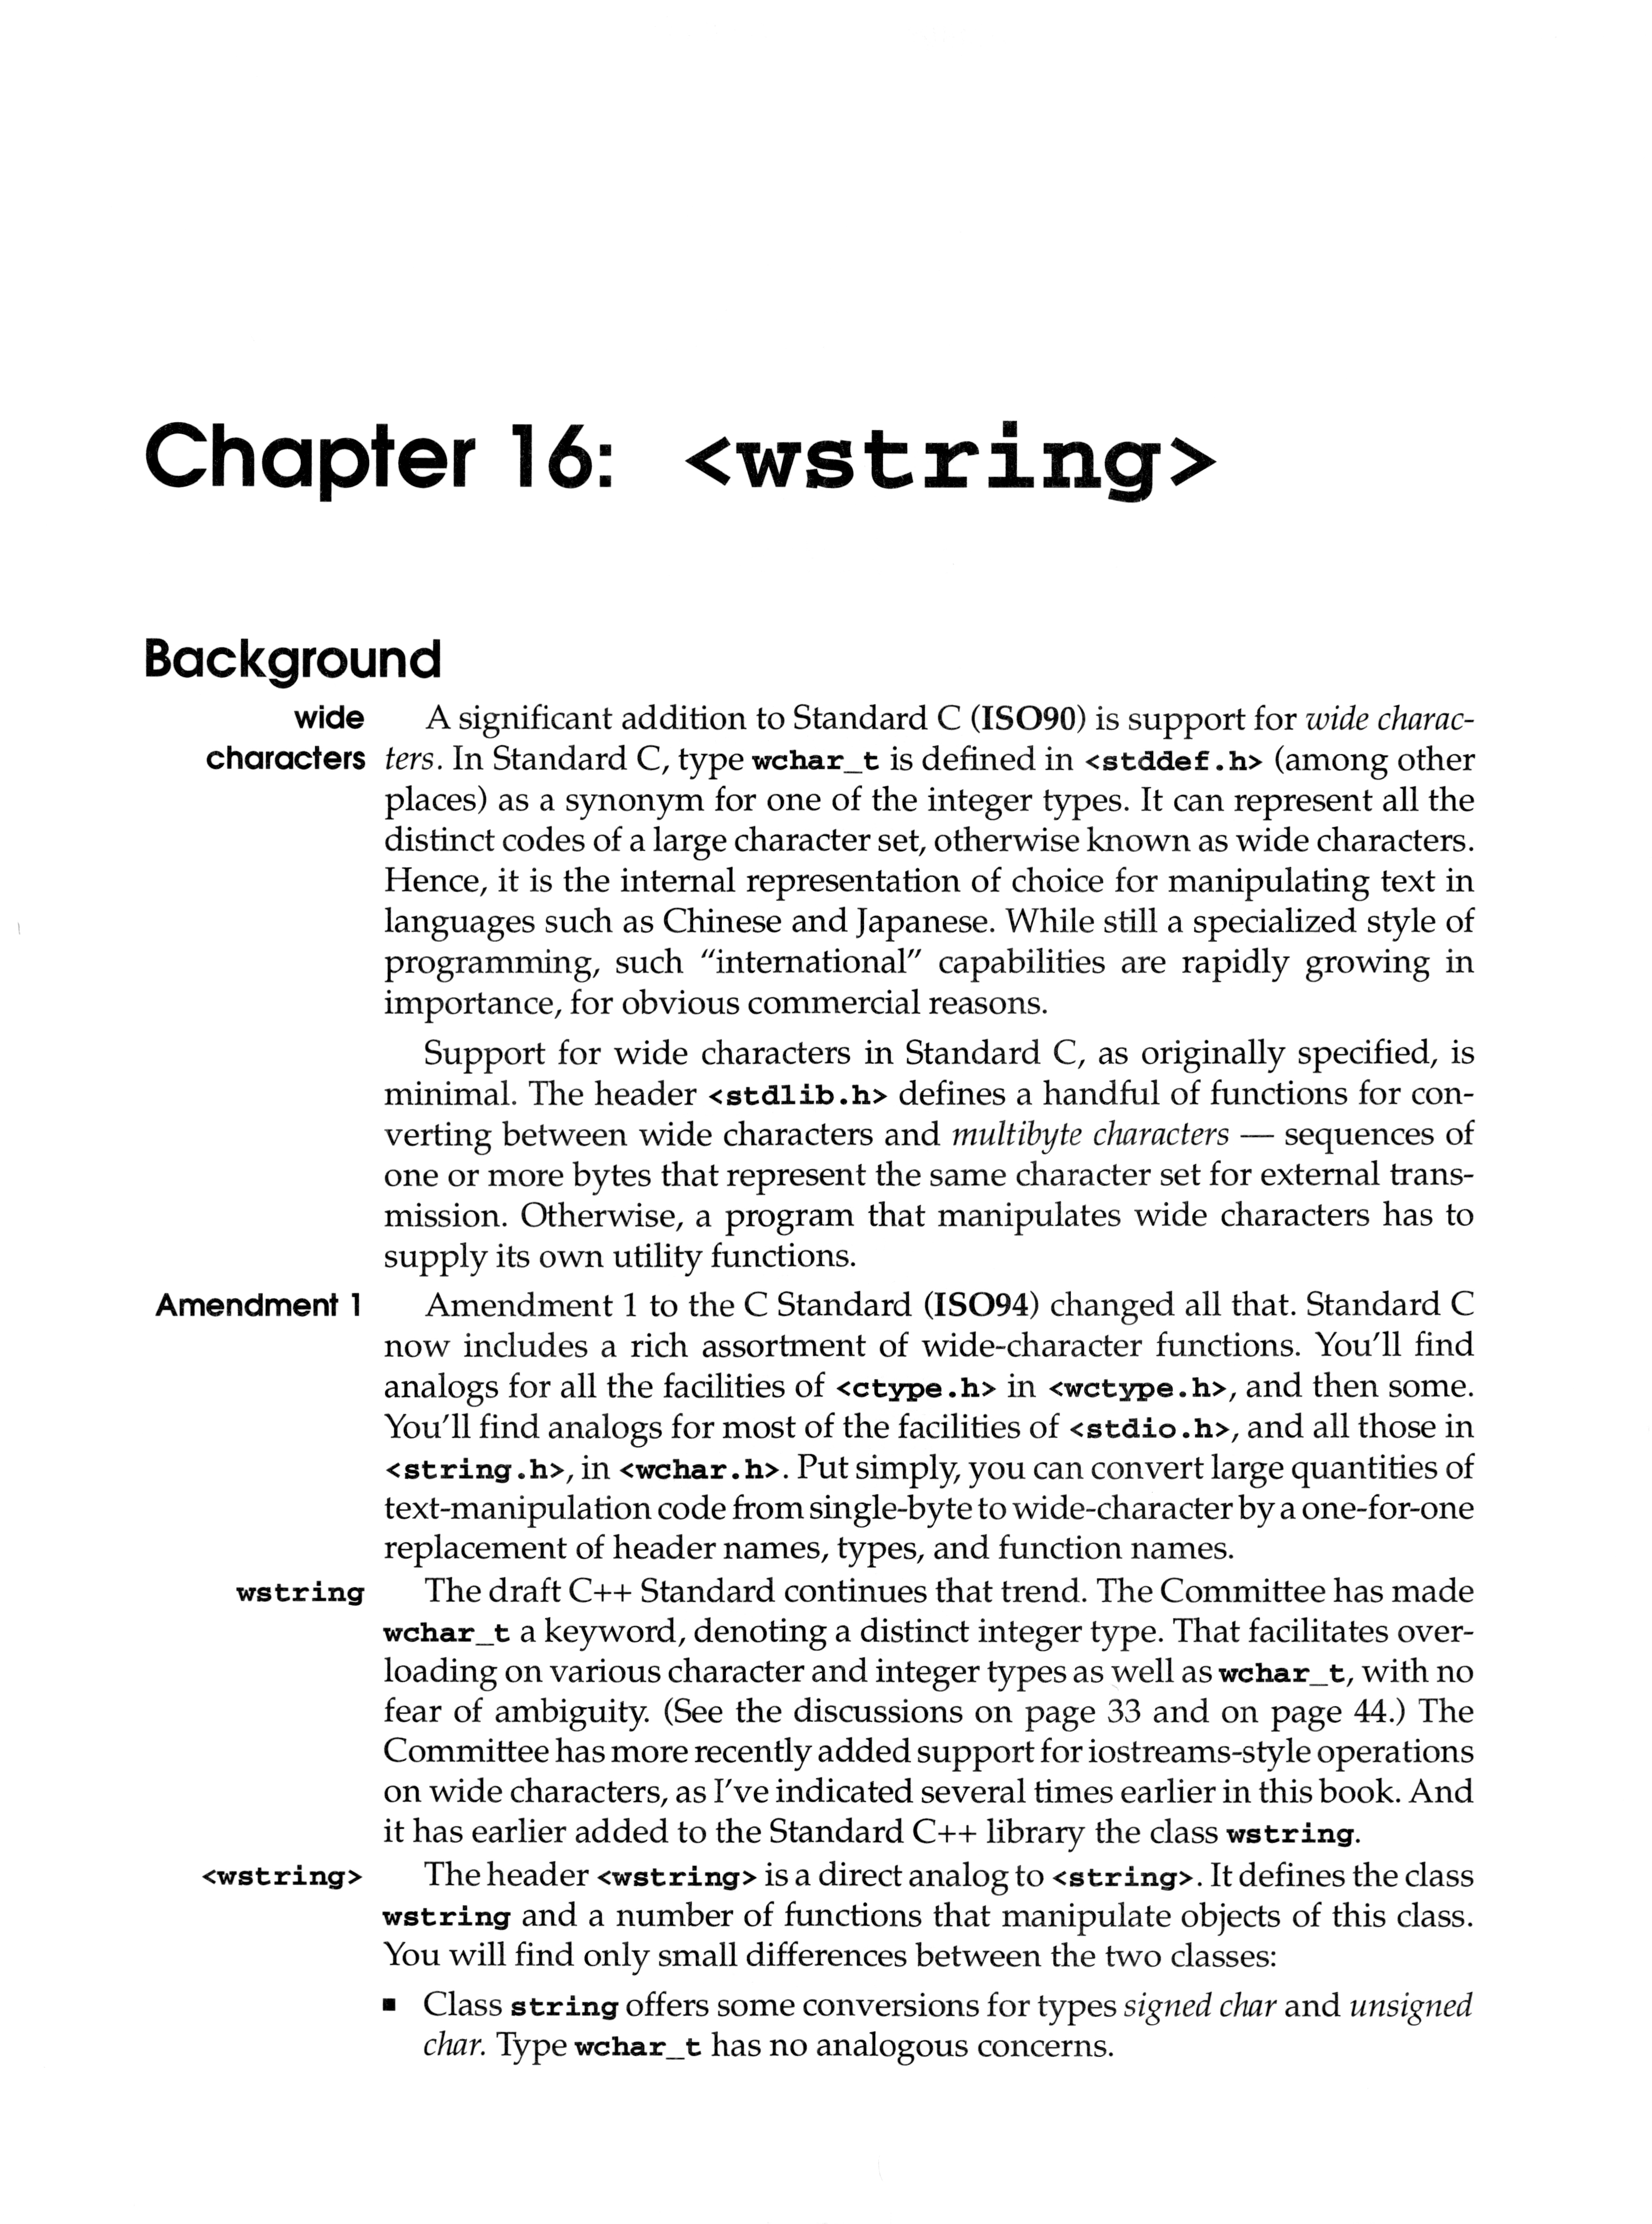 Chapter 16: <wstring>
Background
wide A significant addition to Standard C (ISO90) is support for wide charac-
characters ters. In Standard C, type wchar_t is defined in <stddef.h> (among other
places) as a synonym for one of the integer types. It can represent all the
distinct codes of a large character set, otherwise known as wide characters.
Hence, it is the internal representation of choice for manipulating text in
languages such as Chinese and Japanese. While still a specialized style of
programming, such "international" capabilities are rapidly growing in
importance, for obvious commercial reasons.
Support for wide characters in Standard C, as originally specified, is
minimal. The header <stdlib.h> defines a handful of functions for con-
verting between wide characters and multibyte characters — sequences of
one or more bytes that represent the same character set for external trans-
mission. Otherwise, a program that manipulates wide characters has to
supply its own utility functions.
Amendment 1 Amendment 1 to the C Standard (ISO94) changed all that. Standard C
now includes a rich assortment of wide-character functions. You'll find
analogs for all the facilities of <ctype.h> in <wctype.h>, and then some.
You'll find analogs for most of the facilities of <stdio.h>, and all those in
<string.h>, in <wchar.h>. Put simply, you can convert large quantities of
text-manipulation code from single-byte to wide-character by a one-for-one
replacement of header names, types, and function names.
wstring The draft C++ Standard continues that trend. The Committee has made
wchar_t a keyword, denoting a distinct integer type. That facilitates over-
loading on various character and integer types as well as wchar_t, with no
fear of ambiguity. (See the discussions on page 33 and on page 44.) The
Committee has more recently added support for iostreams-style operations
on wide characters, as I've indicated several times earlier in this book. And
it has earlier added to the Standard C++ library the class wstring.
<wstring> The header <wstring> is a direct analog to <string>. It defines the class
wstring and a number of functions that manipulate objects of this class.
You will find only small differences between the two classes:
▪ Class string offers some conversions for types signed char and unsigned
char. Type wchar_t has no analogous concerns.